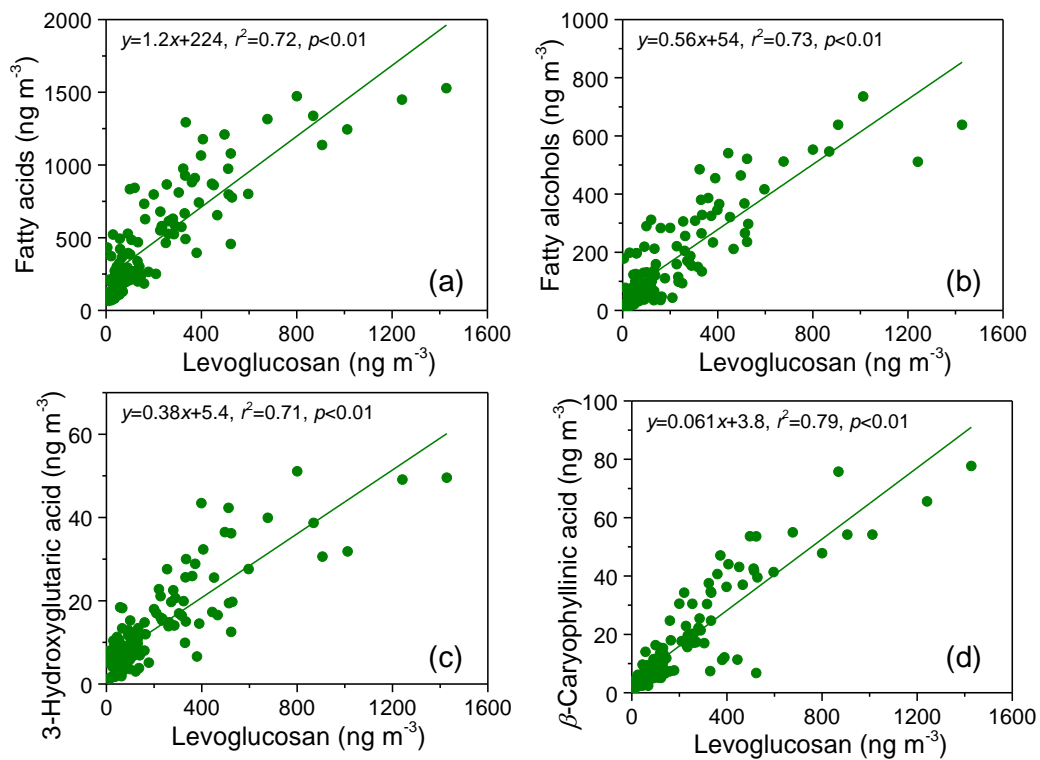 y=1.2x+224, r²=0.72, p<0.01
2000
1500
1000
500
0
Fatty acids (ng m⁻³)
(a)
0 400 800 1200 1600
Levoglucosan (ng m⁻³)
y=0.56x+54, r²=0.73, p<0.01
1000
800
600
400
200
0
Fatty alcohols (ng m⁻³)
(b)
0 400 800 1200 1600
Levoglucosan (ng m⁻³)
y=0.38x+5.4, r²=0.71, p<0.01
60
40
20
0
3-Hydroxyglutaric acid (ng m⁻³)
(c)
0 400 800 1200 1600
Levoglucosan (ng m⁻³)
y=0.061x+3.8, r²=0.79, p<0.01
100
80
60
40
20
0
β-Caryophyllinic acid (ng m⁻³)
(d)
0 400 800 1200 1600
Levoglucosan (ng m⁻³)